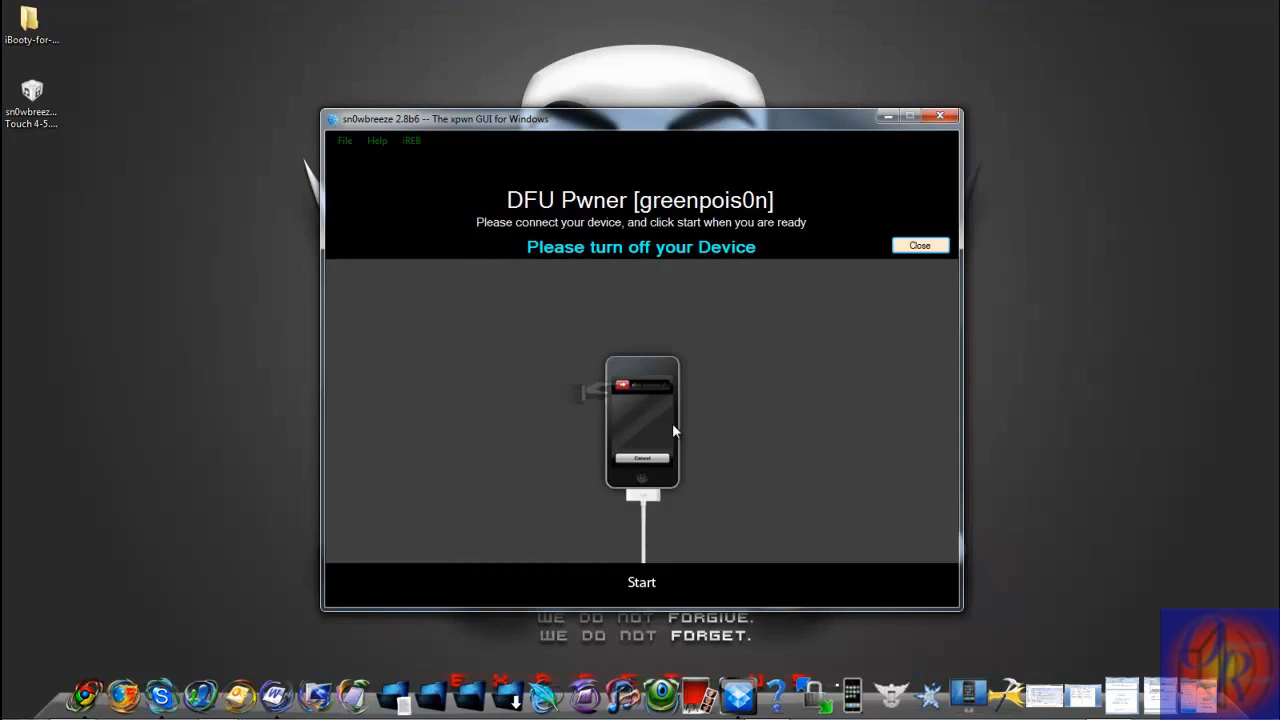 iBooty-for-...
sn0wbreez...
Touch 4-5....
sn0wbreeze 2.8b6 -- The xpwn GUI for Windows
File Help iREB
DFU Pwner [greenpois0n]
Please connect your device, and click start when you are ready
Please turn off your Device
Close
Cancel
Start
WE DO NOT FORGIVE.
WE DO NOT FORGET.